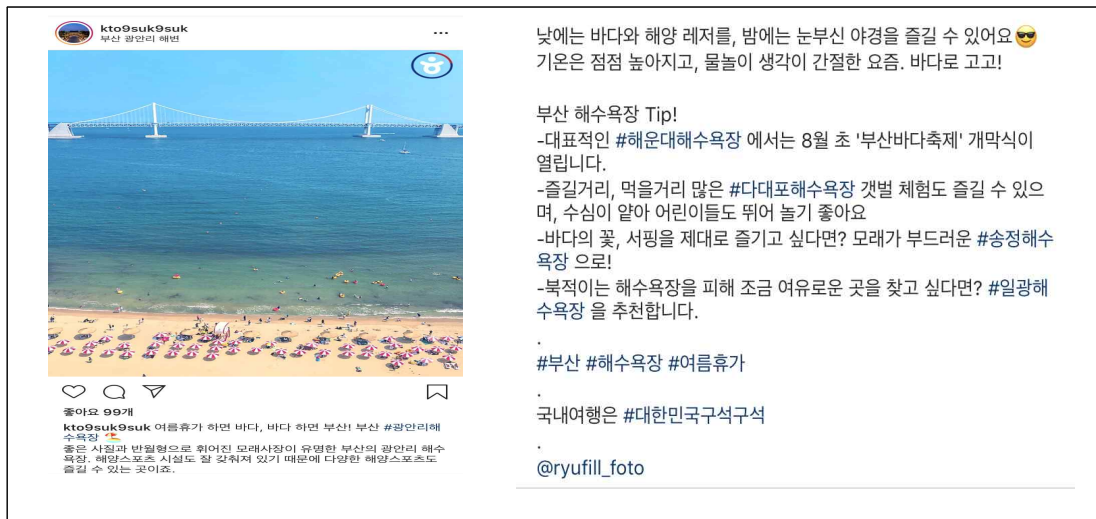 kto9suk9suk
부산 광안리 해변
좋아요 99개
kto9suk9suk 여름휴가 하면 바다, 바다 하면 부산! 부산 #광안리해
수욕장 🏖️
좋은 사질과 반월형으로 휘어진 모래사장이 유명한 부산의 광안리 해수
욕장. 해양스포츠 시설도 잘 갖춰져 있기 때문에 다양한 해양스포츠도
즐길 수 있는 곳이죠.
낮에는 바다와 해양 레저를, 밤에는 눈부신 야경을 즐길 수 있어요😎
기온은 점점 높아지고, 물놀이 생각이 간절한 요즘. 바다로 고고!
부산 해수욕장 Tip!
-대표적인 #해운대해수욕장 에서는 8월 초 '부산바다축제' 개막식이
열립니다.
-즐길거리, 먹을거리 많은 #다대포해수욕장 갯벌 체험도 즐길 수 있으
며, 수심이 얕아 어린이들도 뛰어 놀기 좋아요
-바다의 꽃, 서핑을 제대로 즐기고 싶다면? 모래가 부드러운 #송정해수
욕장 으로!
-북적이는 해수욕장을 피해 조금 여유로운 곳을 찾고 싶다면? #일광해
수욕장 을 추천합니다.
.
#부산 #해수욕장 #여름휴가
.
국내여행은 #대한민국구석구석
.
@ryufill_foto